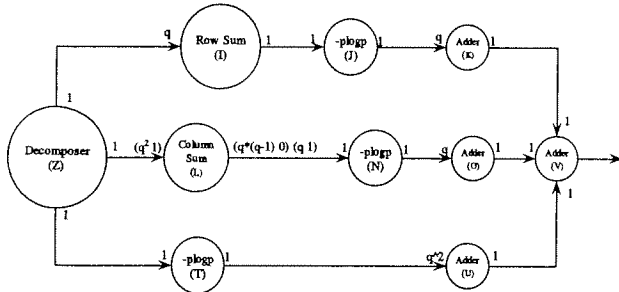 q Row Sum 1 1 -plogp 1 q Adder 1
(I) (J) (K)
1 1
Decomposer 1 (q² 1) Column (q*(q-1) 0) (q 1) 1 -plogp 1 q Adder 1 1 Adder
(Z) Sum (N) (O) (V)
(L)
1 1
1 -plogp 1 q^2 Adder 1
(T) (U)